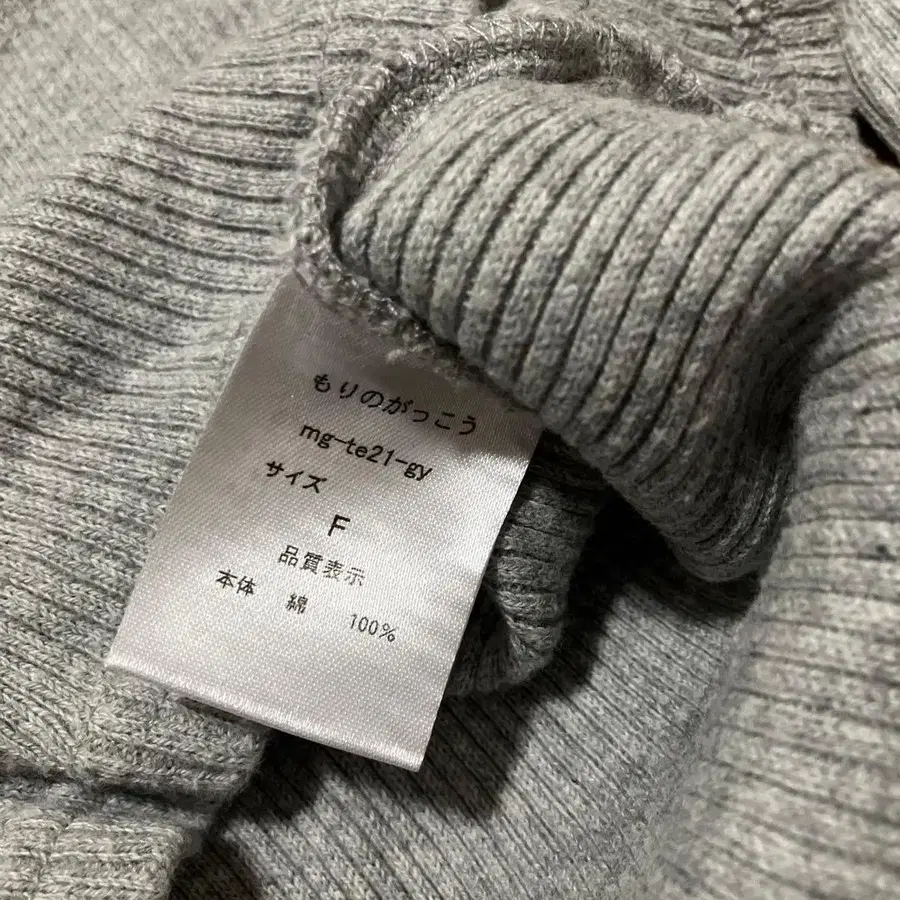 もりのがっこう
mg-te21-gy
サイズ
F
品質表示
本体 綿 100%